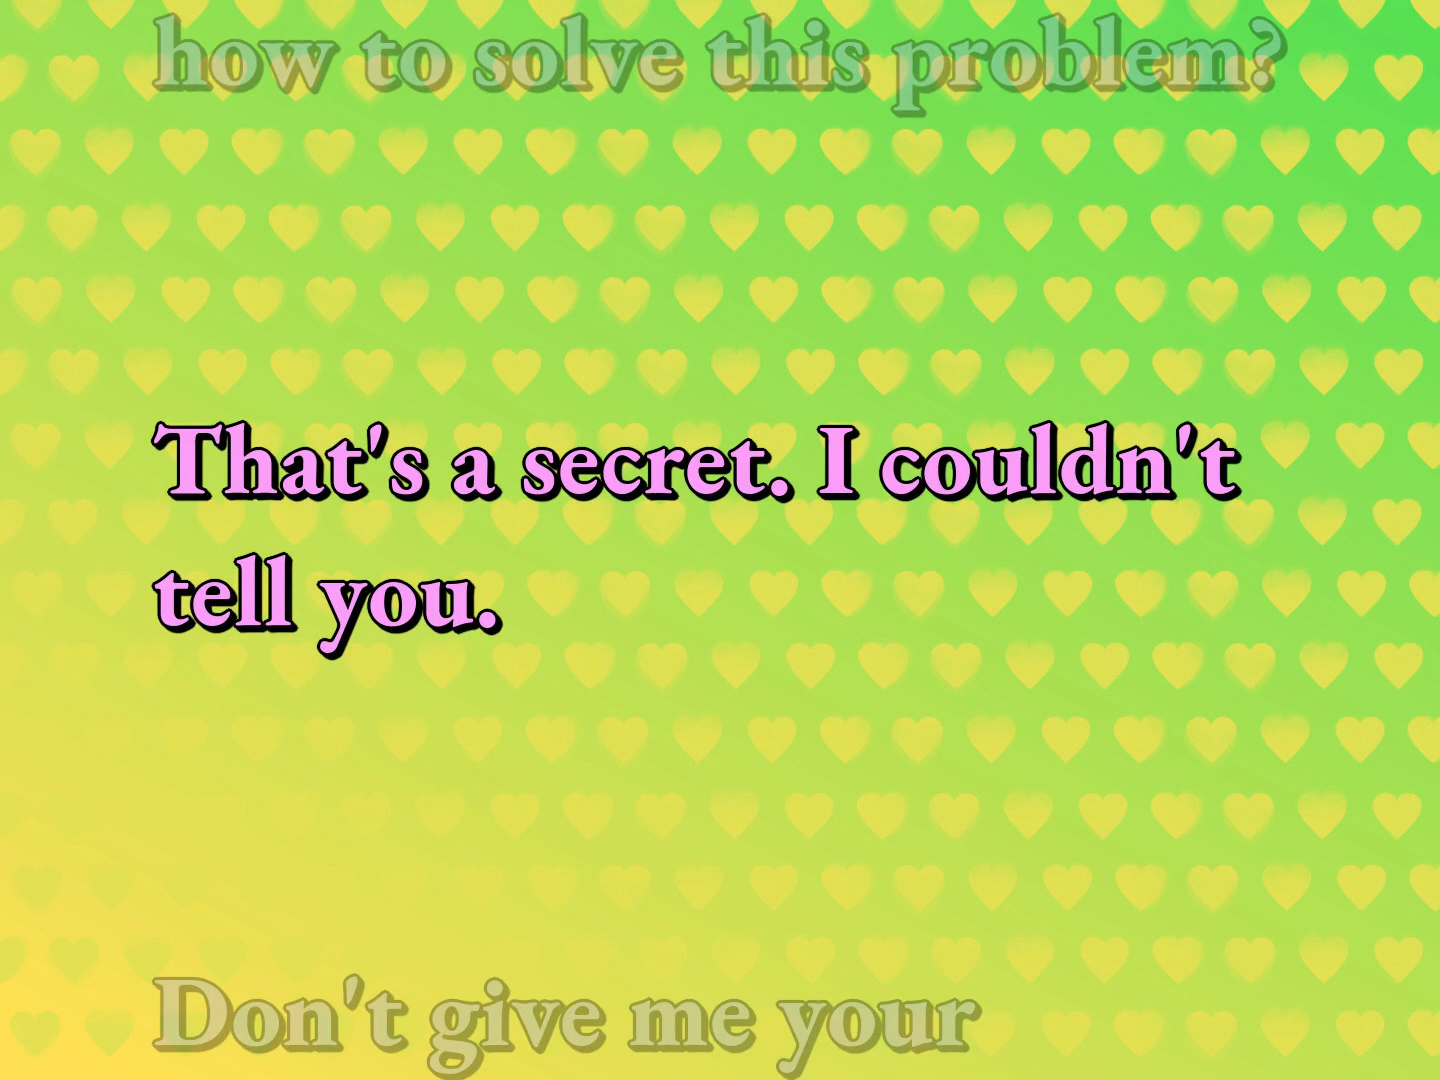 how to solve this problem?
That's a secret. I couldn't
tell you.
Don't give me your